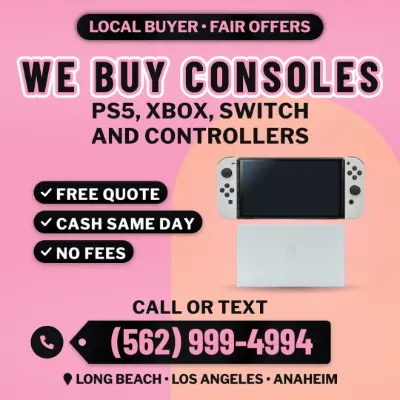 LOCAL BUYER • FAIR OFFERS
WE BUY CONSOLES
PS5, XBOX, SWITCH
AND CONTROLLERS
FREE QUOTE
CASH SAME DAY
NO FEES
CALL OR TEXT
(562) 999-4994
LONG BEACH • LOS ANGELES • ANAHEIM